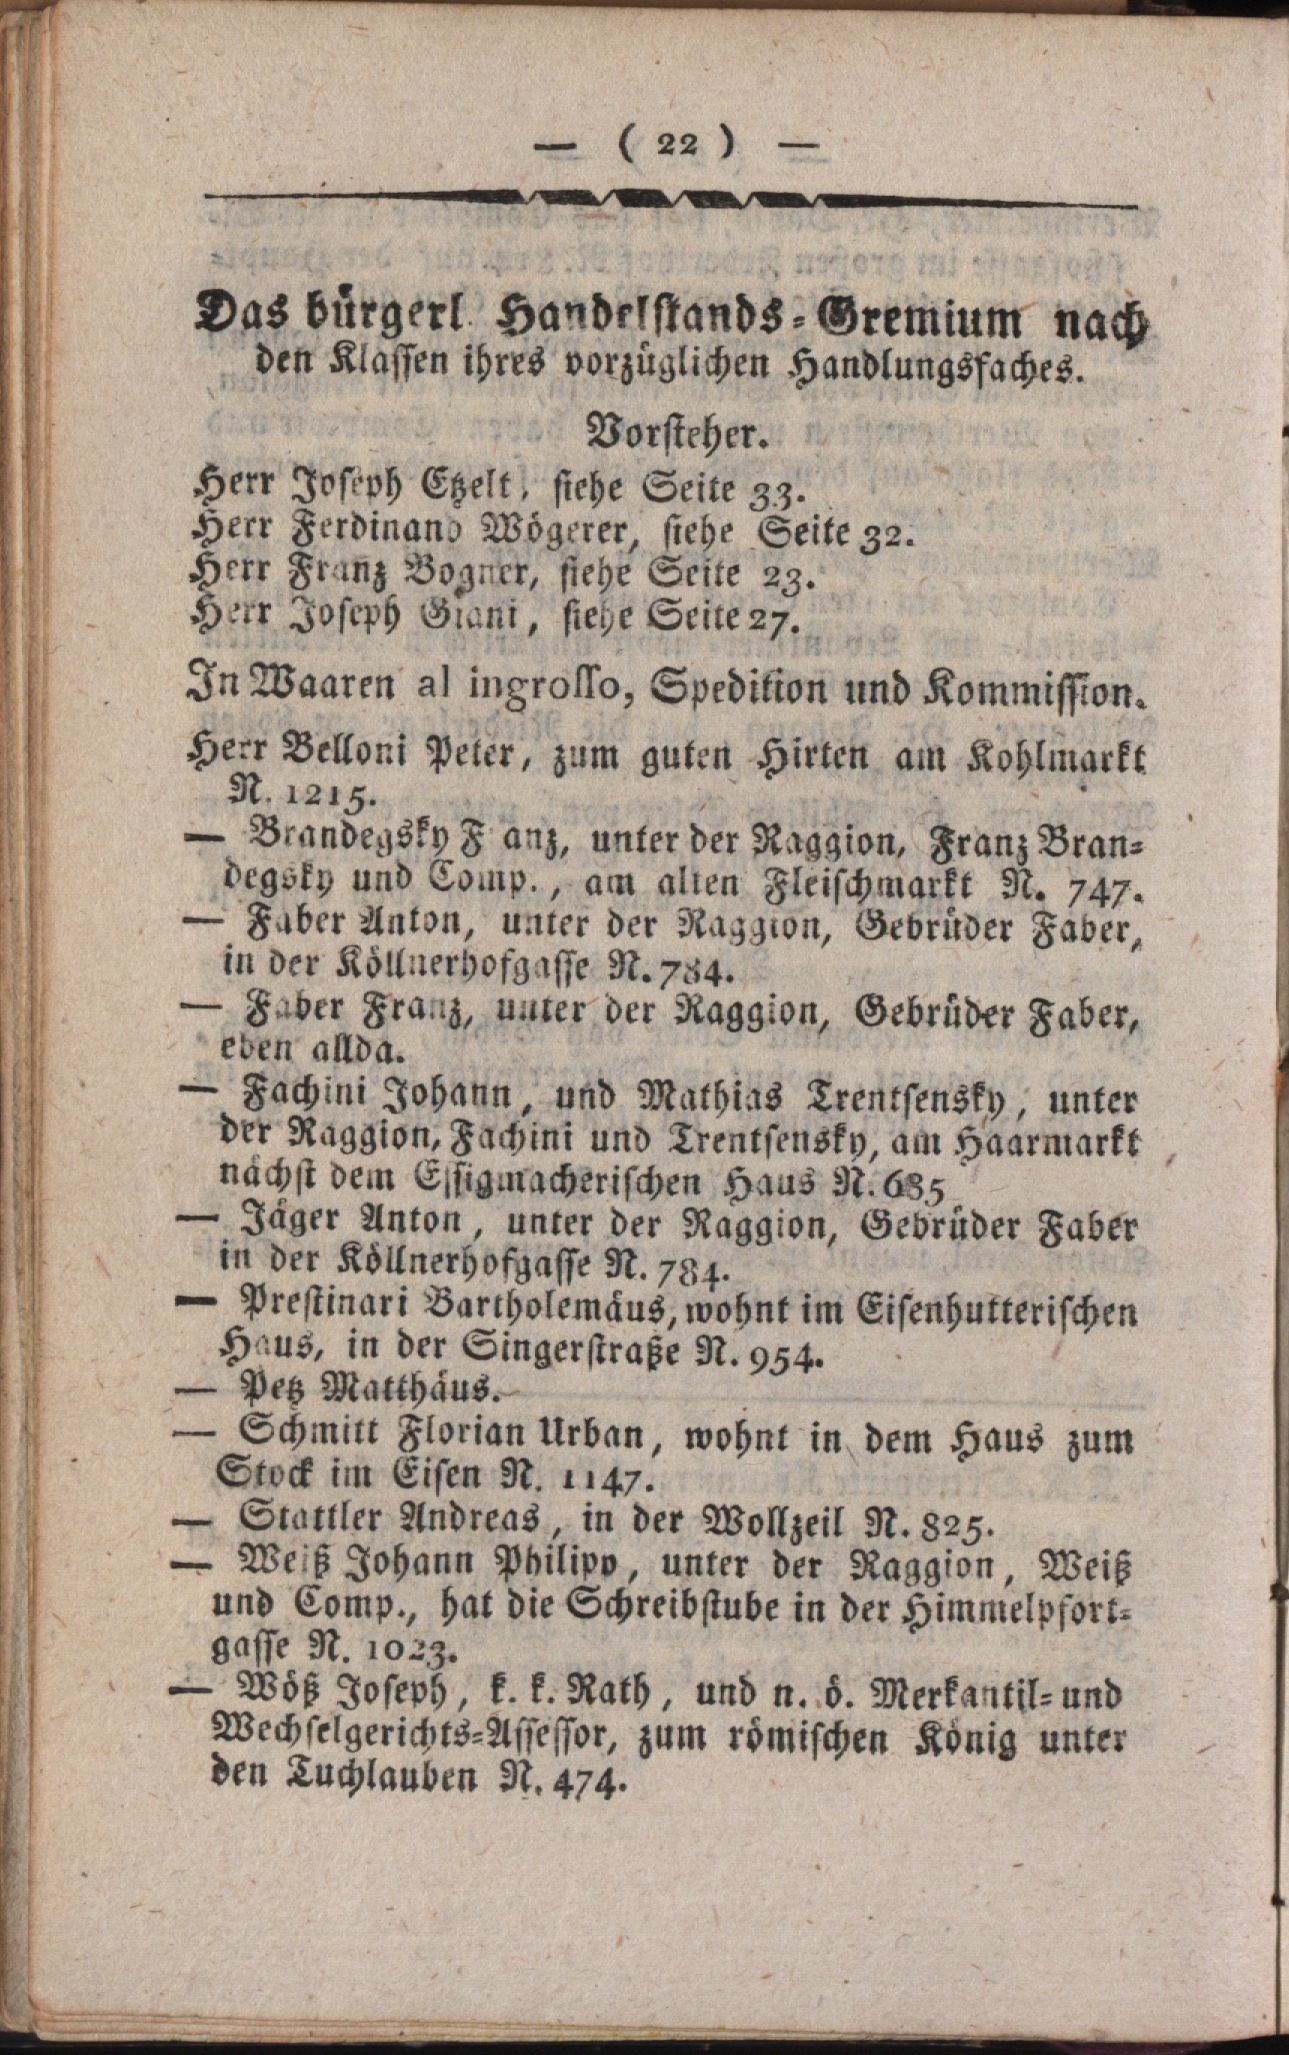 — ( 22 ) —
Das bürgerl. Handelstands-Gremium nach
den Klassen ihres vorzüglichen Handlungsfaches.
Vorsteher.
Herr Joseph Etzelt, siehe Seite 33.
Herr Ferdinand Wögerer, siehe Seite 32.
Herr Franz Bogner, siehe Seite 23.
Herr Joseph Giani, siehe Seite 27.
In Waaren al ingrosso, Spedition und Kommission.
Herr Belloni Peter, zum guten Hirten am Kohlmarkt
N. 1215.
— Brandegsky F anz, unter der Raggion, Franz Bran-
degsky und Comp., am alten Fleischmarkt N. 747.
— Faber Anton, unter der Raggion, Gebrüder Faber,
in der Köllnerhofgasse N. 784.
— Faber Franz, unter der Raggion, Gebrüder Faber,
eben allda.
— Fachini Johann, und Mathias Trentsensky, unter
der Raggion, Fachini und Trentsensky, am Haarmarkt
nächst dem Essigmacherischen Haus N. 685
— Jäger Anton, unter der Raggion, Gebrüder Faber
in der Köllnerhofgasse N. 784.
— Prestinari Bartholemäus, wohnt im Eisenhutterischen
Haus, in der Singerstraße N. 954.
— Petz Matthäus.
— Schmitt Florian Urban, wohnt in dem Haus zum
Stock im Eisen N. 1147.
— Stattler Andreas, in der Wollzeil N. 825.
— Weiß Johann Philipp, unter der Raggion, Weiß
und Comp., hat die Schreibstube in der Himmelpfort-
gasse N. 1023.
— Wöß Joseph, k. k. Rath, und n. ö. Merkantil- und
Wechselgerichts-Assessor, zum römischen König unter
den Tuchlauben N. 474.